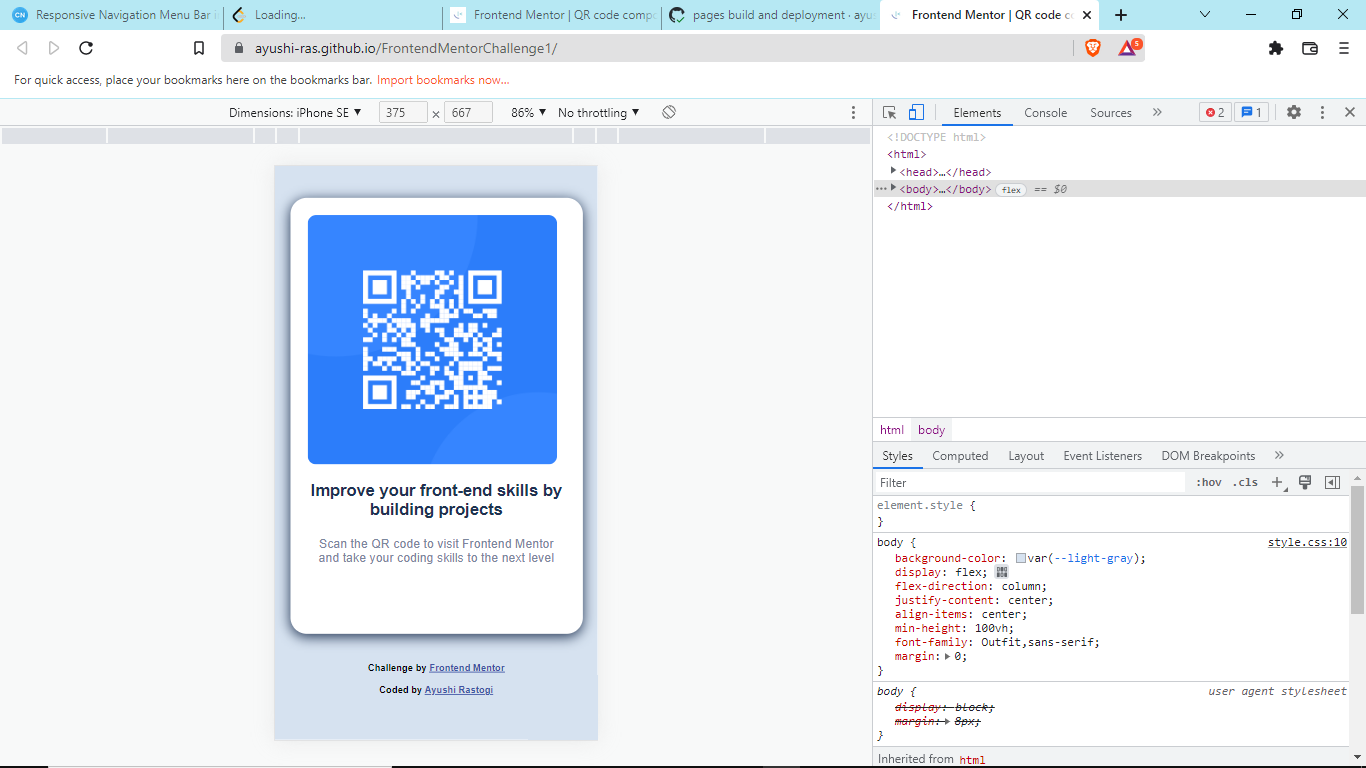 CN Responsive Navigation Menu Bar i
Loading...
Frontend Mentor | QR code compo
pages build and deployment · ayus
Frontend Mentor | QR code co
ayushi-ras.github.io/FrontendMentorChallenge1/
5
For quick access, place your bookmarks here on the bookmarks bar. Import bookmarks now...
Dimensions: iPhone SE ▼ 375 × 667 86% ▼ No throttling ▼
Elements Console Sources » 2 1
<!DOCTYPE html>
<html>
<head>…</head>
<body>…</body> flex == $0
</html>
Improve your front-end skills by
building projects
Scan the QR code to visit Frontend Mentor
and take your coding skills to the next level
Challenge by Frontend Mentor
Coded by Ayushi Rastogi
html body
Styles Computed Layout Event Listeners DOM Breakpoints »
Filter :hov .cls +
element.style {
}
body { style.css:10
background-color: var(--light-gray);
display: flex;
flex-direction: column;
justify-content: center;
align-items: center;
min-height: 100vh;
font-family: Outfit,sans-serif;
margin: 0;
}
body { user agent stylesheet
display: block;
margin: 8px;
}
Inherited from html